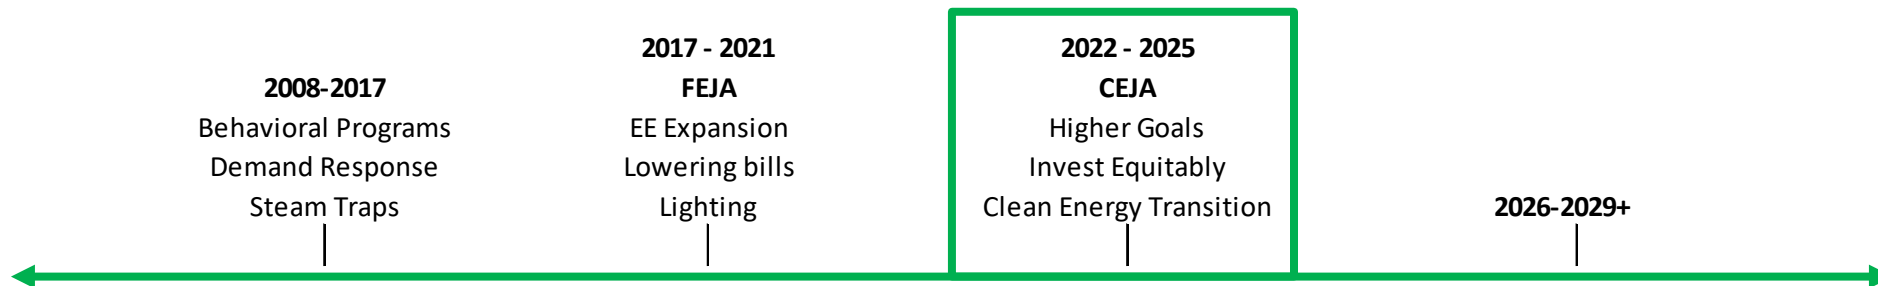 2008-2017
Behavioral Programs
Demand Response
Steam Traps
2017 - 2021
FEJA
EE Expansion
Lowering bills
Lighting
2022 - 2025
CEJA
Higher Goals
Invest Equitably
Clean Energy Transition
2026-2029+